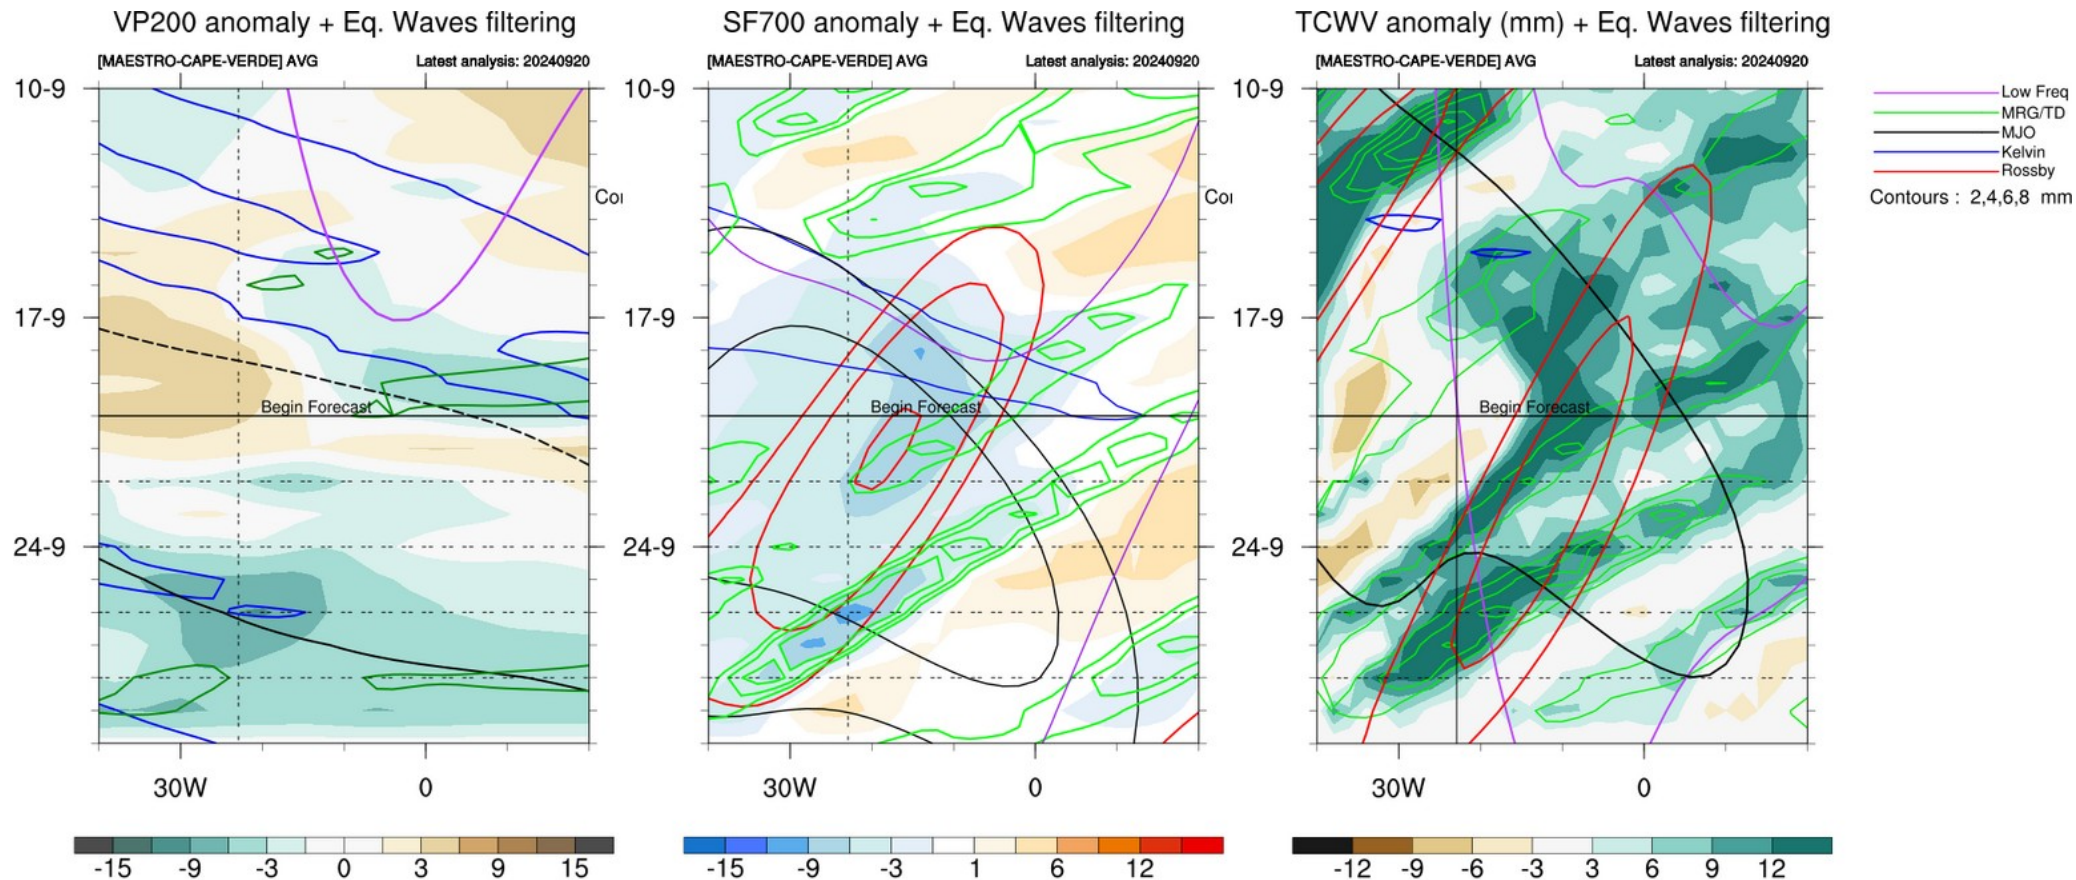 VP200 anomaly + Eq. Waves filtering
SF700 anomaly + Eq. Waves filtering
TCWV anomaly (mm) + Eq. Waves filtering
[MAESTRO-CAPE-VERDE] AVG
Latest analysis: 20240920
[MAESTRO-CAPE-VERDE] AVG
Latest analysis: 20240920
[MAESTRO-CAPE-VERDE] AVG
Latest analysis: 20240920
10-9
17-9
24-9
Begin Forecast
30W
0
-15 -9 -3 0 3 9 15
Coı
10-9
17-9
24-9
Begin Forecast
30W
0
-15 -9 -3 1 6 12
Coı
10-9
17-9
24-9
Begin Forecast
30W
0
-12 -9 -6 -3 3 6 9 12
Low Freq
MRG/TD
MJO
Kelvin
Rossby
Contours : 2,4,6,8 mm